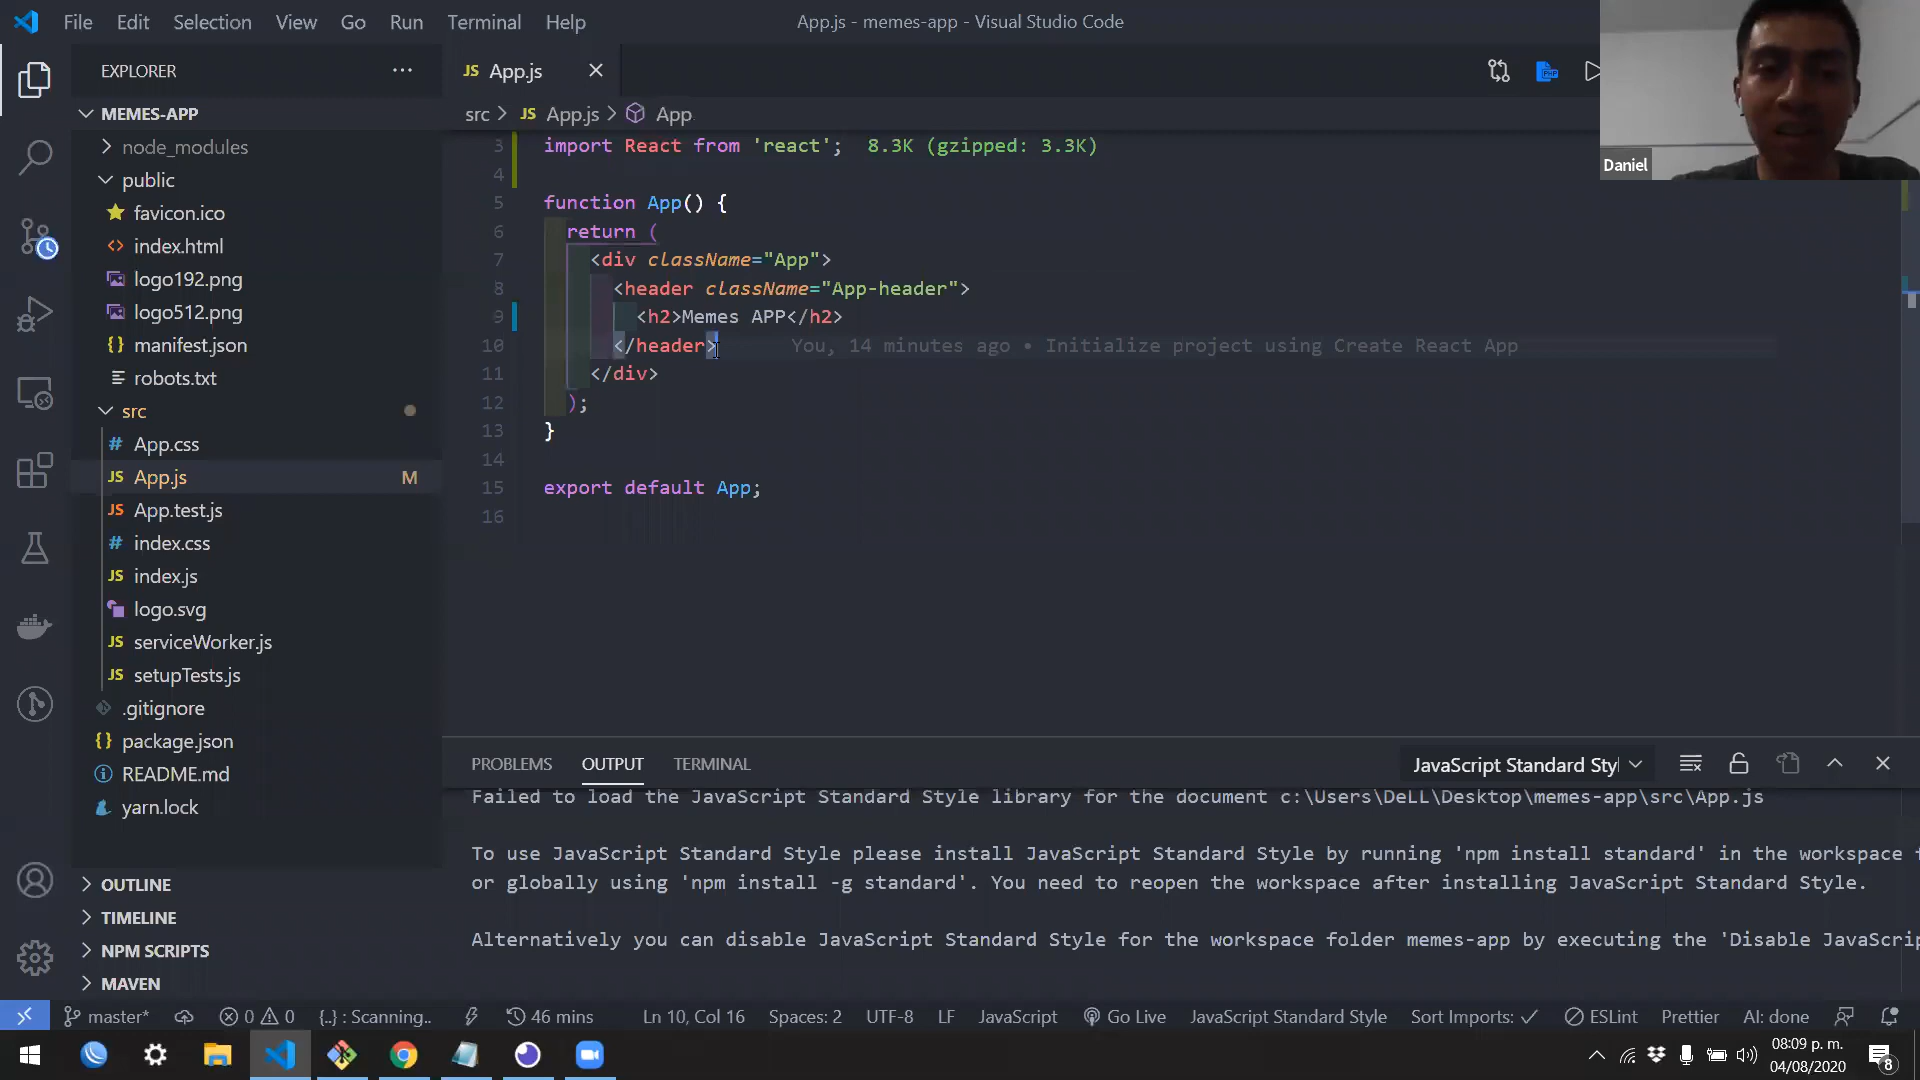 File Edit Selection View Go Run Terminal Help
App.js - memes-app - Visual Studio Code
EXPLORER
MEMES-APP
node_modules
public
favicon.ico
index.html
logo192.png
logo512.png
manifest.json
robots.txt
src
App.css
App.js M
App.test.js
index.css
index.js
logo.svg
serviceWorker.js
setupTests.js
.gitignore
package.json
README.md
yarn.lock
OUTLINE
TIMELINE
NPM SCRIPTS
MAVEN
JS App.js
src > JS App.js > App
3 import React from 'react'; 8.3K (gzipped: 3.3K)
4
5 function App() {
6 return (
7 <div className="App">
8 <header className="App-header">
9 <h2>Memes APP</h2>
10 </header> You, 14 minutes ago • Initialize project using Create React App
11 </div>
12 );
13 }
14
15 export default App;
16
Daniel
PROBLEMS OUTPUT TERMINAL
JavaScript Standard Styl
Failed to load the JavaScript Standard Style library for the document c:\Users\DeLL\Desktop\memes-app\src\App.js
To use JavaScript Standard Style please install JavaScript Standard Style by running 'npm install standard' in the workspace f
or globally using 'npm install -g standard'. You need to reopen the workspace after installing JavaScript Standard Style.
Alternatively you can disable JavaScript Standard Style for the workspace folder memes-app by executing the 'Disable JavaScrip
master* 0 0 {..} : Scanning.. 46 mins Ln 10, Col 16 Spaces: 2 UTF-8 LF JavaScript Go Live JavaScript Standard Style Sort Imports: ✓ ESLint Prettier AI: done
08:09 p. m.
04/08/2020
8